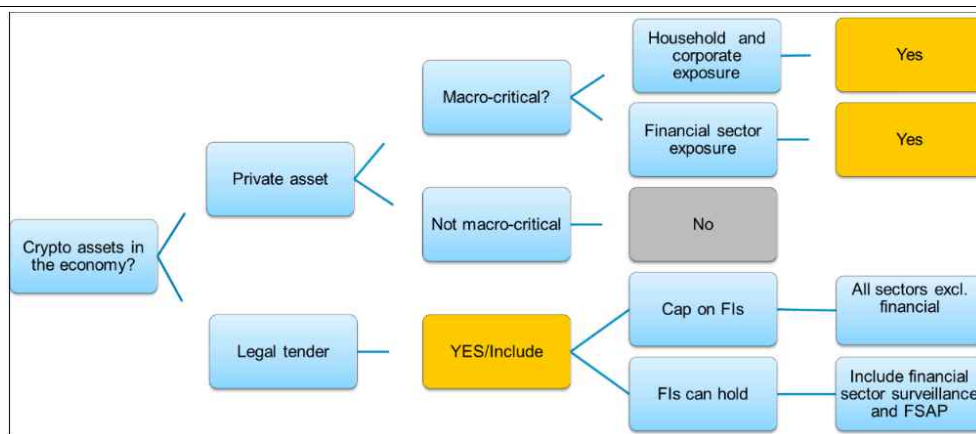 Household and
corporate
exposure
Yes
Macro-critical?
Financial sector
exposure
Yes
Private asset
Not macro-critical
No
Crypto assets in
the economy?
Cap on FIs
All sectors excl.
financial
Legal tender
YES/Include
FIs can hold
Include financial
sector surveillance
and FSAP